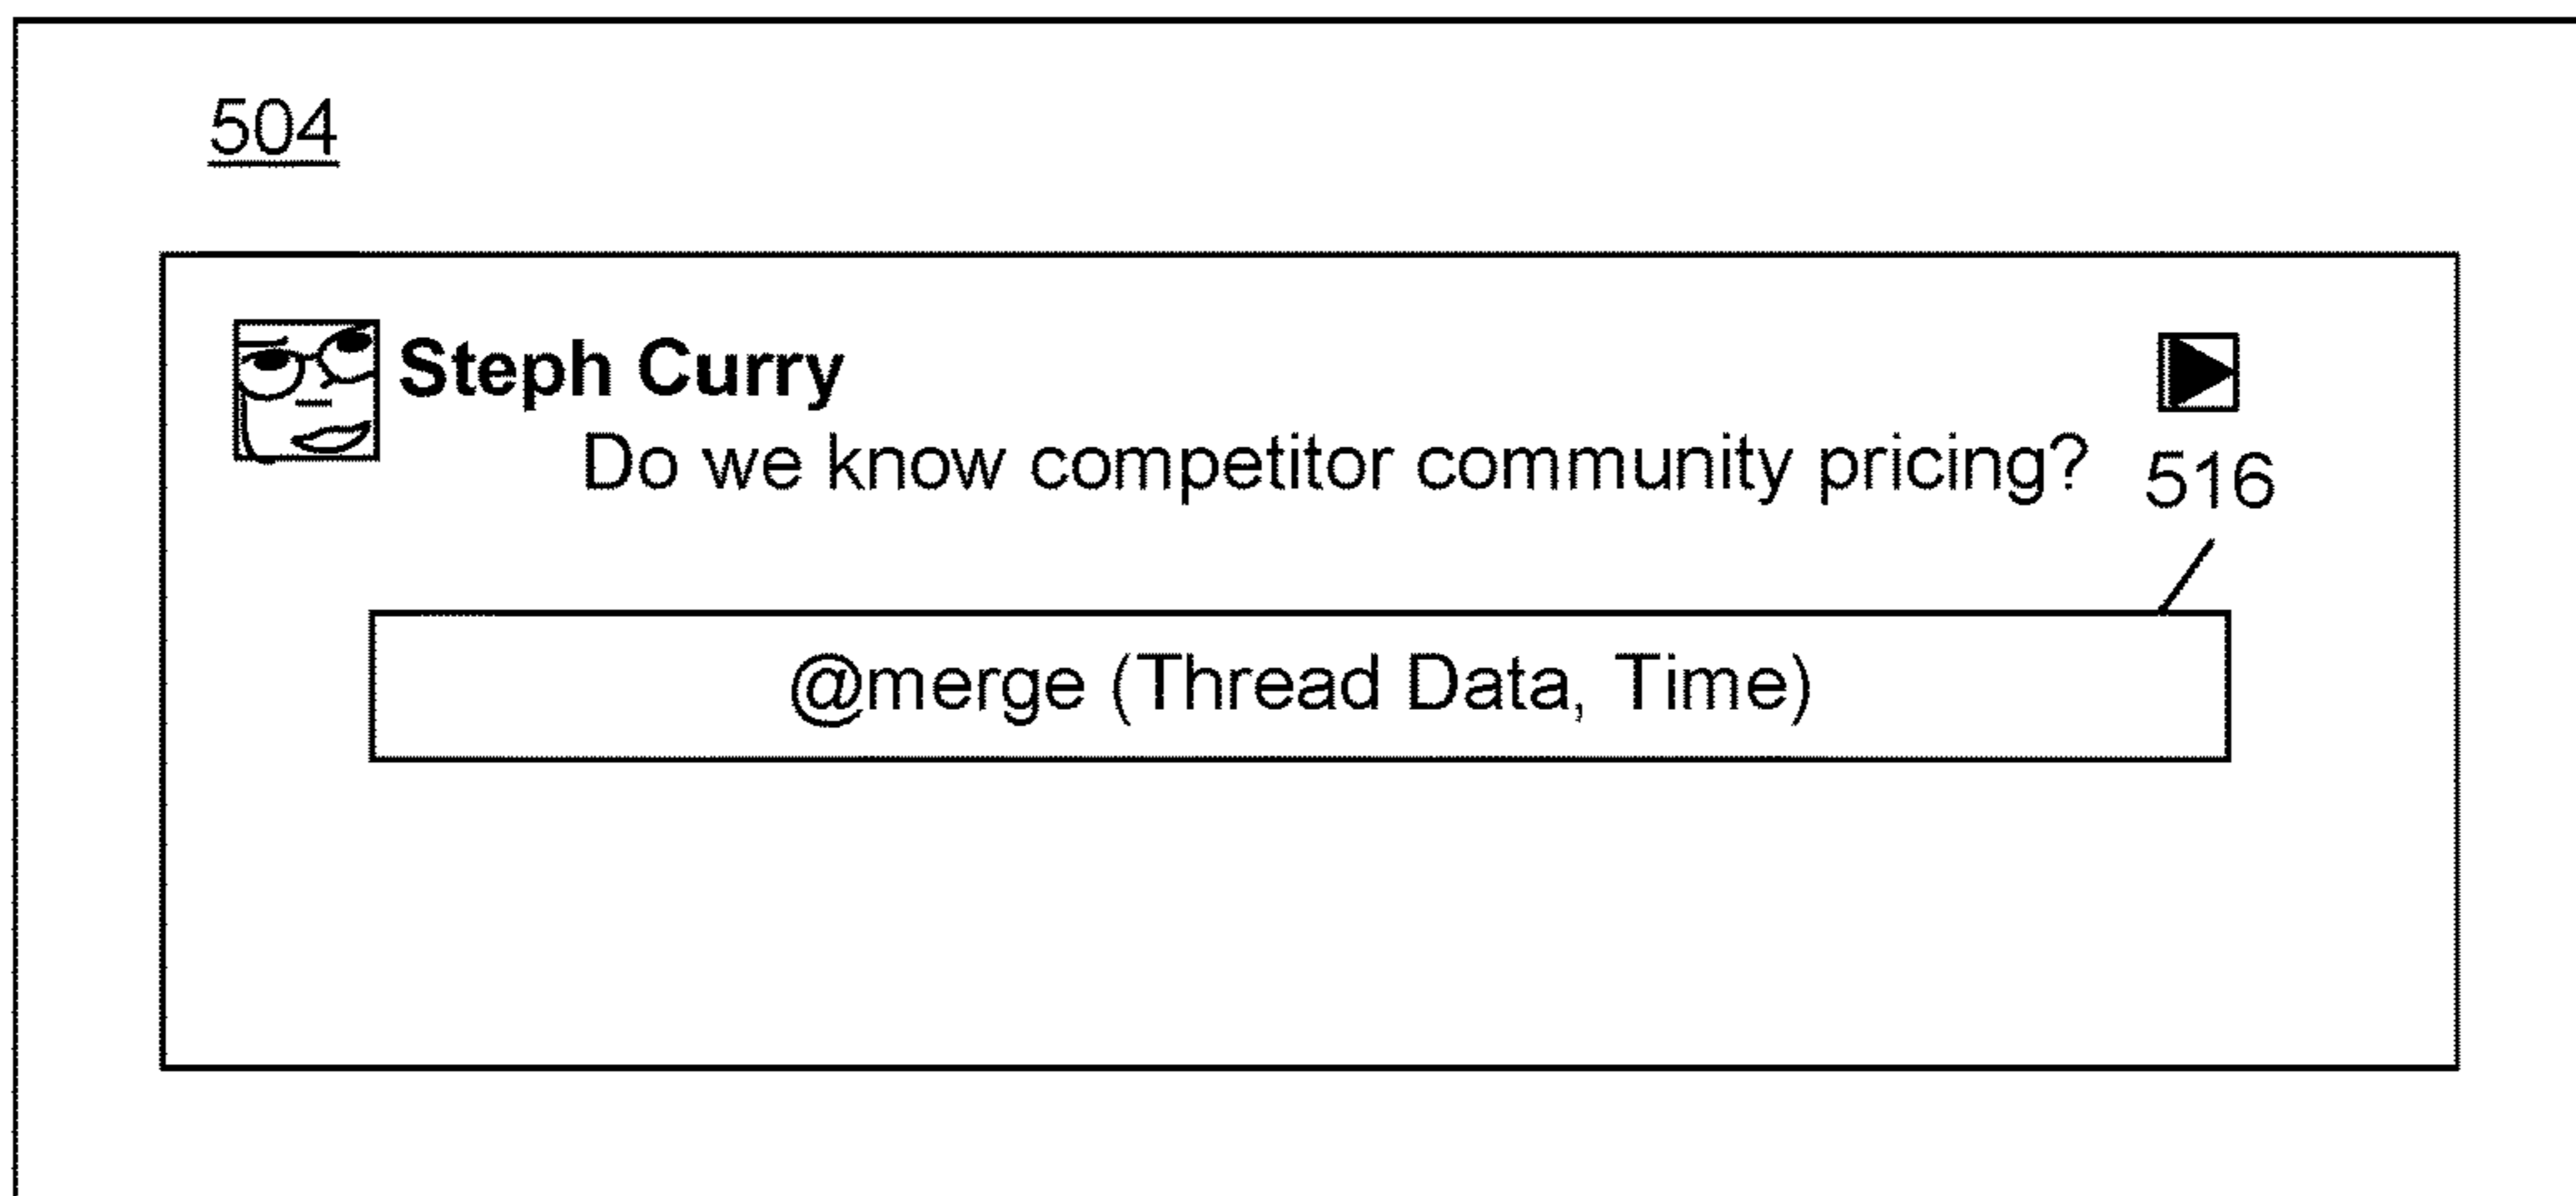 504
Steph Curry
Do we know competitor community pricing?
516
@merge (Thread Data, Time)